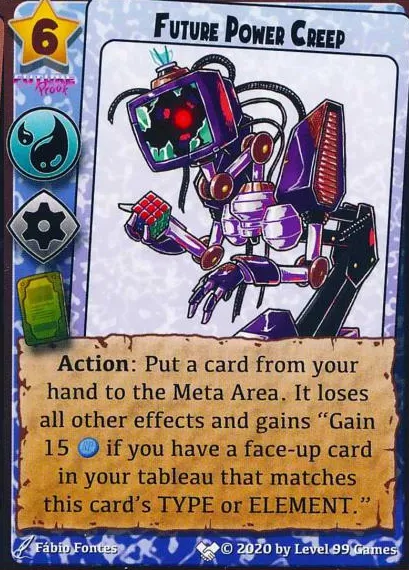 FUTURE POWER CREEP
6
FUTURE
Proof
Action: Put a card from your
hand to the Meta Area. It loses
all other effects and gains “Gain
15 if you have a face-up card
in your tableau that matches
this card's TYPE or ELEMENT.”
Fábio Fontes
© 2020 by Level 99 Games